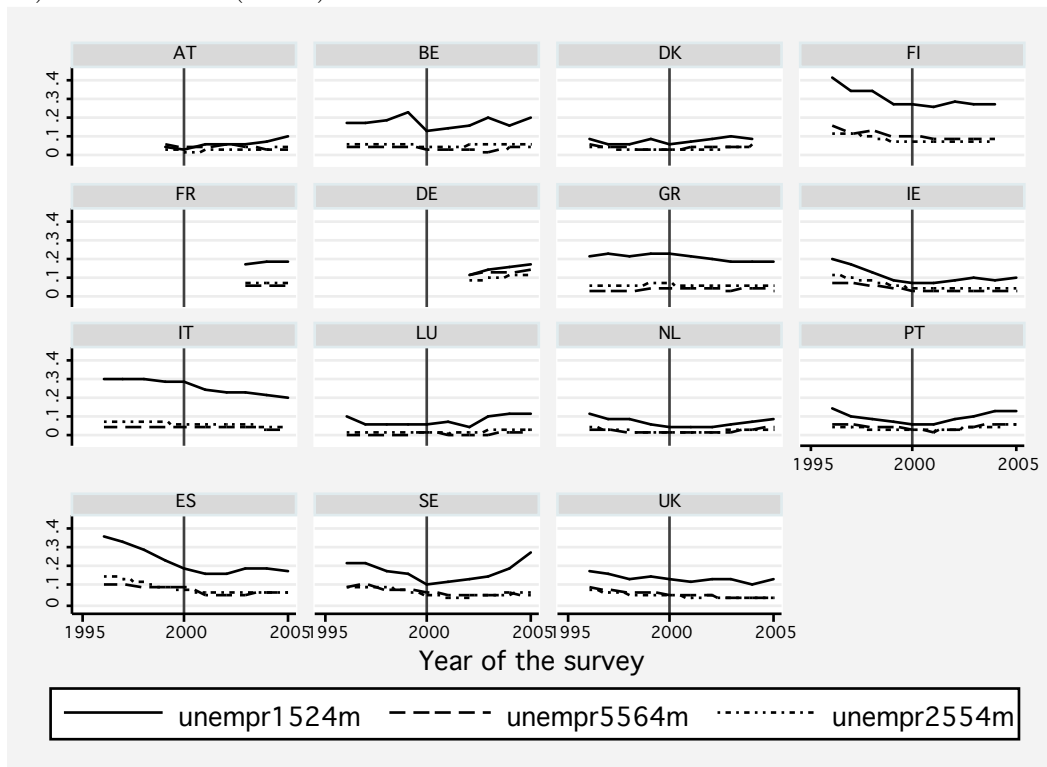 AT BE DK FI
0 .1 .2 .3 .4
FR DE GR IE
0 .1 .2 .3 .4
IT LU NL PT
0 .1 .2 .3 .4
1995 2000 2005
ES SE UK
0 .1 .2 .3 .4
1995 2000 2005 1995 2000 2005 1995 2000 2005
Year of the survey
unempr1524m unempr5564m unempr2554m